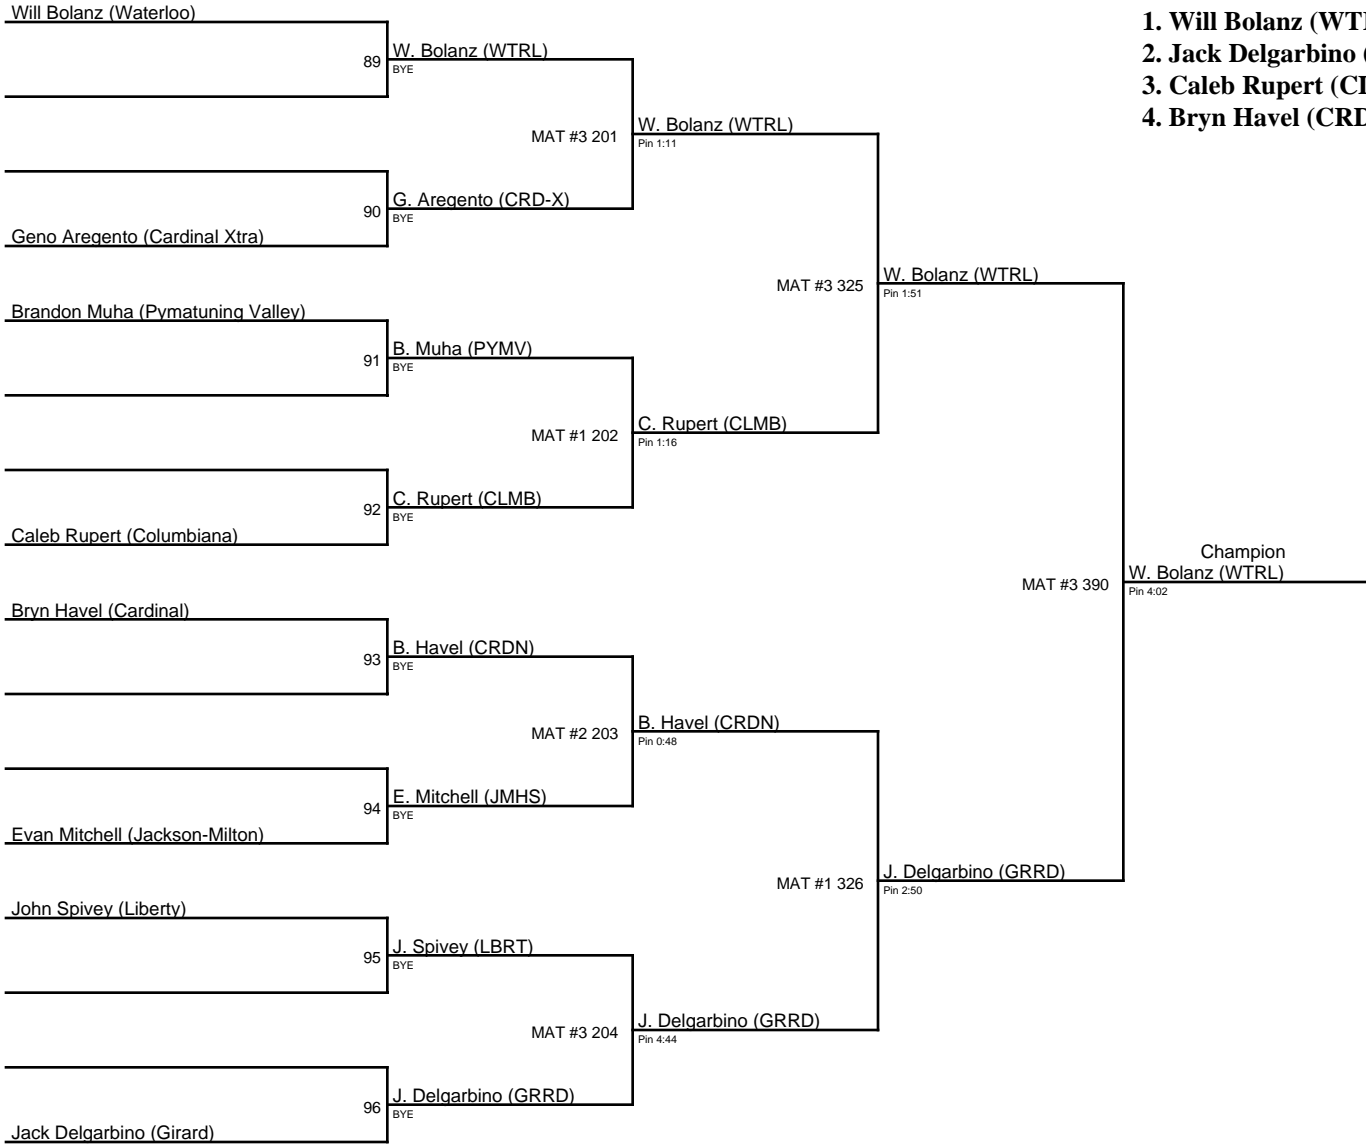 Will Bolanz (Waterloo)
1. Will Bolanz
2. Jack Delgarbino
3. Caleb Rupert
4. Bryn Havel
89 W. Bolanz (WTRL)
BYE
MAT #3 201 W. Bolanz (WTRL)
Pin 1:11
90 G. Aregento (CRD-X)
BYE
Geno Aregento (Cardinal Xtra)
MAT #3 325 W. Bolanz (WTRL)
Pin 1:51
Brandon Muha (Pymatuning Valley)
91 B. Muha (PYMV)
BYE
MAT #1 202 C. Rupert (CLMB)
Pin 1:16
92 C. Rupert (CLMB)
BYE
Caleb Rupert (Columbiana)
Champion
MAT #3 390 W. Bolanz (WTRL)
Pin 4:02
Bryn Havel (Cardinal)
93 B. Havel (CRDN)
BYE
MAT #2 203 B. Havel (CRDN)
Pin 0:48
94 E. Mitchell (JMHS)
BYE
Evan Mitchell (Jackson-Milton)
MAT #1 326 J. Delgarbino (GRRD)
Pin 2:50
John Spivey (Liberty)
95 J. Spivey (LBRT)
BYE
MAT #3 204 J. Delgarbino (GRRD)
Pin 4:44
96 J. Delgarbino (GRRD)
BYE
Jack Delgarbino (Girard)